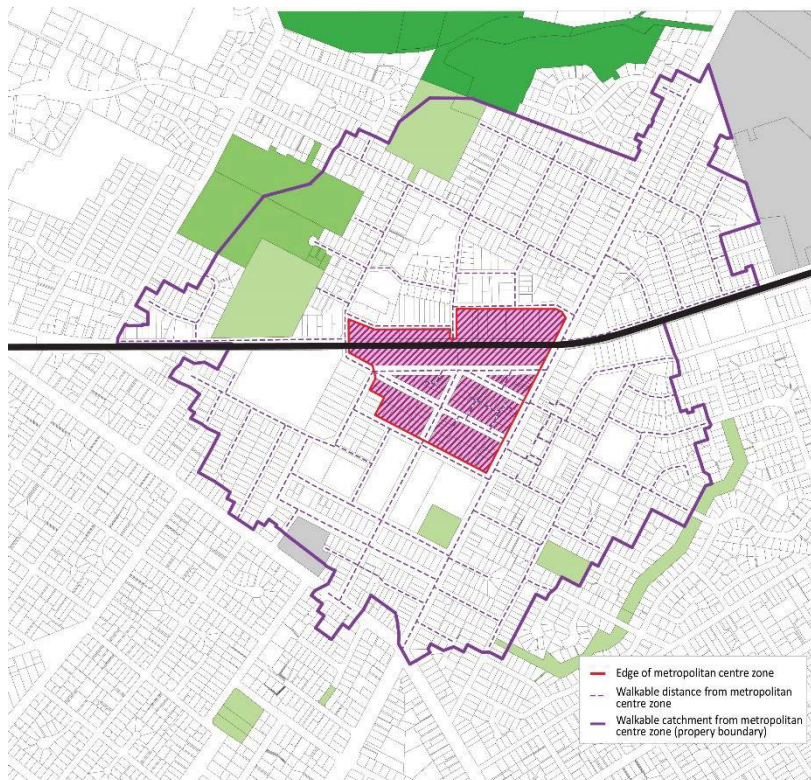 Edge of metropolitan centre zone
Walkable distance from metropolitan
centre zone
Walkable catchment from metropolitan
centre zone (propery boundary)